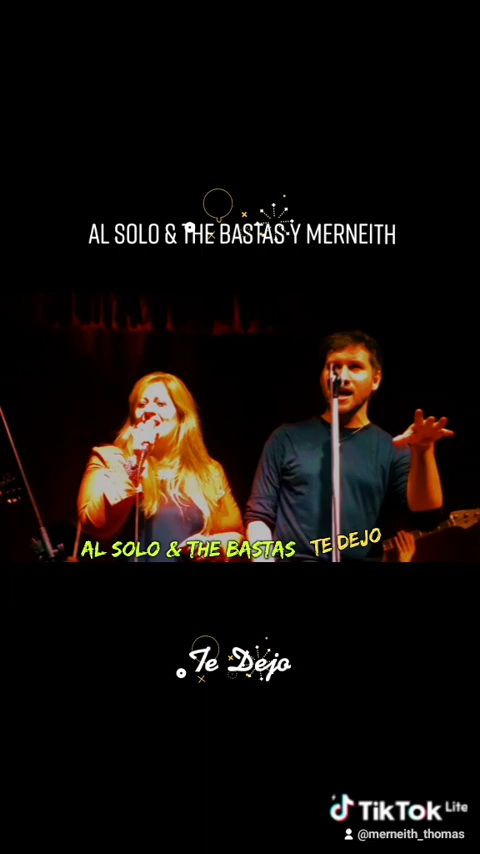 AL SOLO & THE BASTAS Y MERNEITH
AL SOLO & THE BASTAS TE DEJO
Te Dejo
TikTok Lite
@merneith_thomas